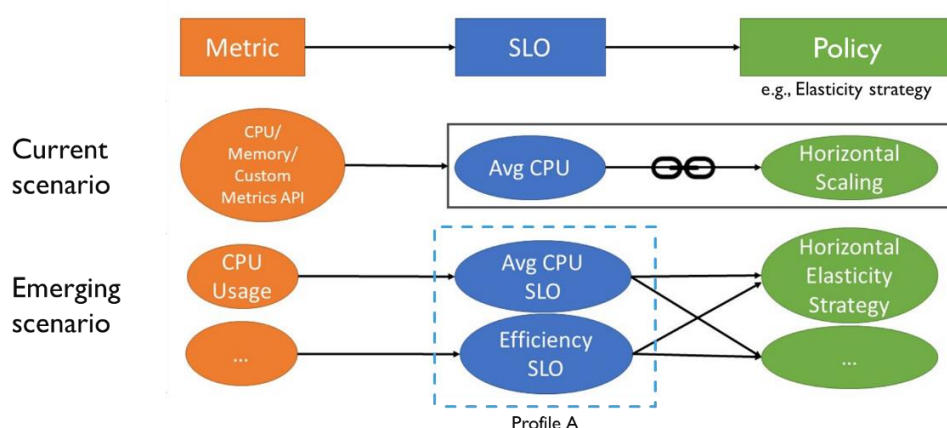 Metric
SLO
Policy
e.g., Elasticity strategy
Current
scenario
CPU/
Memory/
Custom
Metrics API
Avg CPU
Horizontal
Scaling
Emerging
scenario
CPU
Usage
Avg CPU
SLO
Horizontal
Elasticity
Strategy
...
Efficiency
SLO
...
Profile A